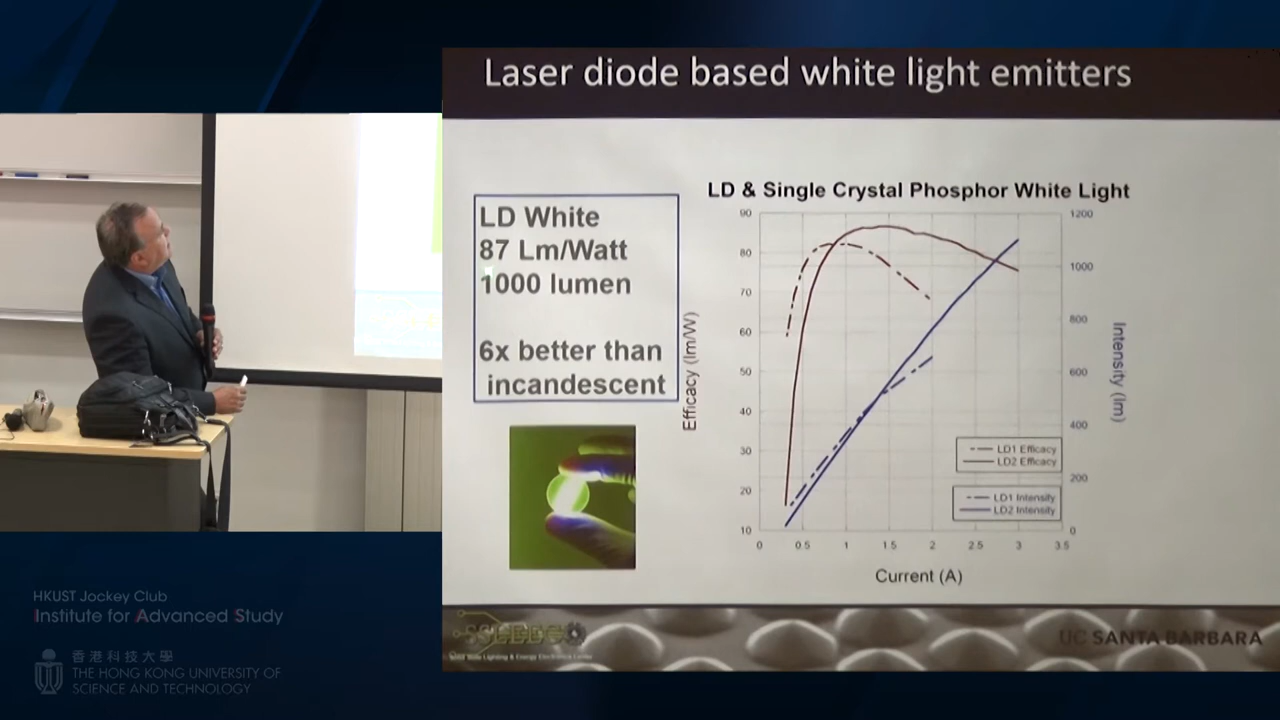 Laser diode based white light emitters
LD White
87 Lm/Watt
1000 lumen
6x better than
incandescent
LD & Single Crystal Phosphor White Light
90
80
70
60
50
40
30
20
10
Efficacy (lm/W)
1200
1000
800
600
400
200
0
Intensity (lm)
LD1 Efficacy
LD2 Efficacy
LD1 Intensity
LD2 Intensity
0 0.5 1 1.5 2 2.5 3 3.5
Current (A)
UC SANTA BARBARA
HKUST Jockey Club
Institute for Advanced Study
香港科技大學
THE HONG KONG UNIVERSITY OF
SCIENCE AND TECHNOLOGY